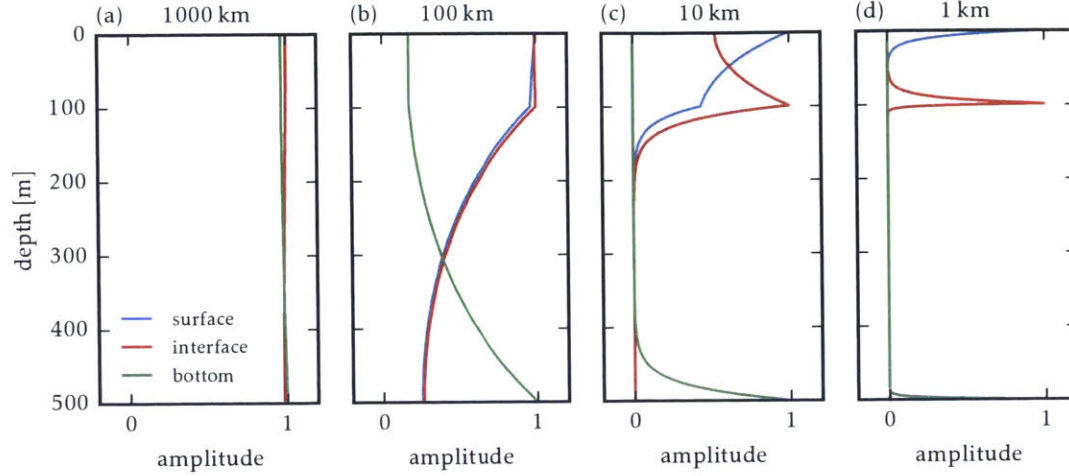 (a) 1000 km (b) 100 km (c) 10 km (d) 1 km
0
100
200
300
400
500
depth [m]
surface
interface
bottom
0 1 0 1 0 1 0 1
amplitude amplitude amplitude amplitude